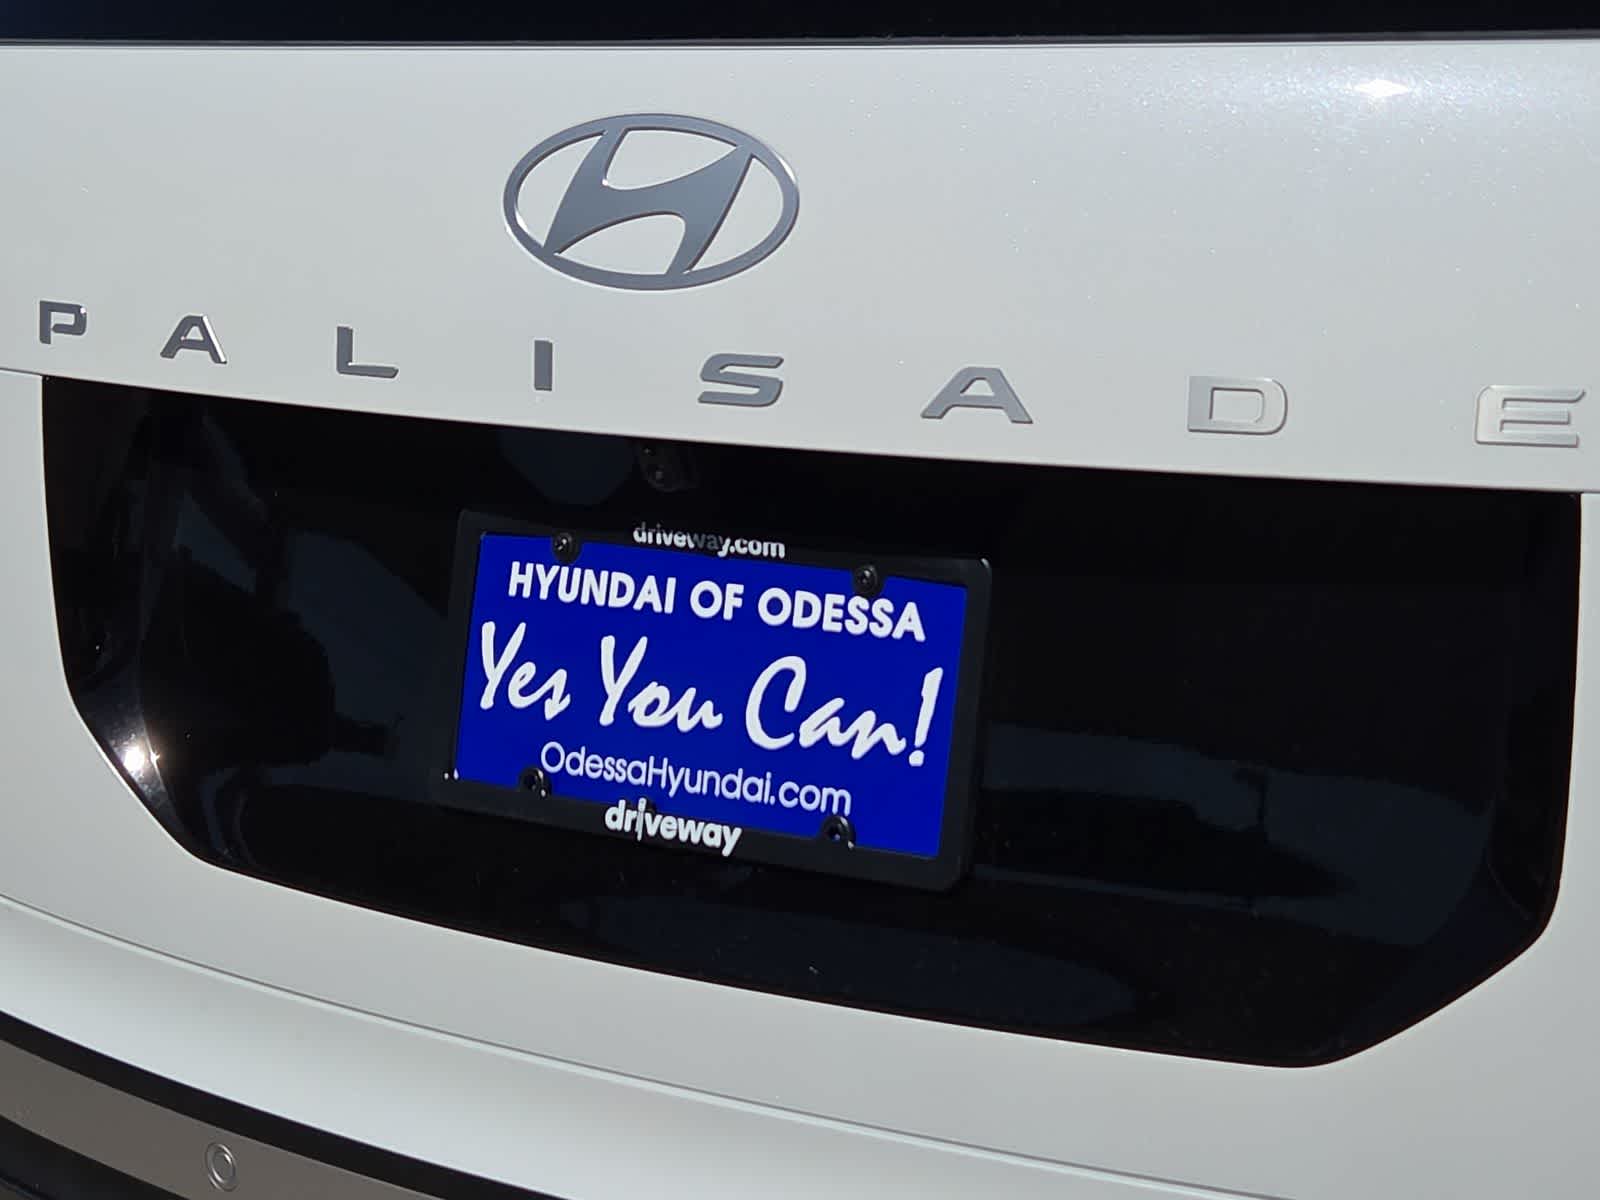 PALISADE
driveway.com
HYUNDAI OF ODESSA
Yes You Can!
OdessaHyundai.com
driveway